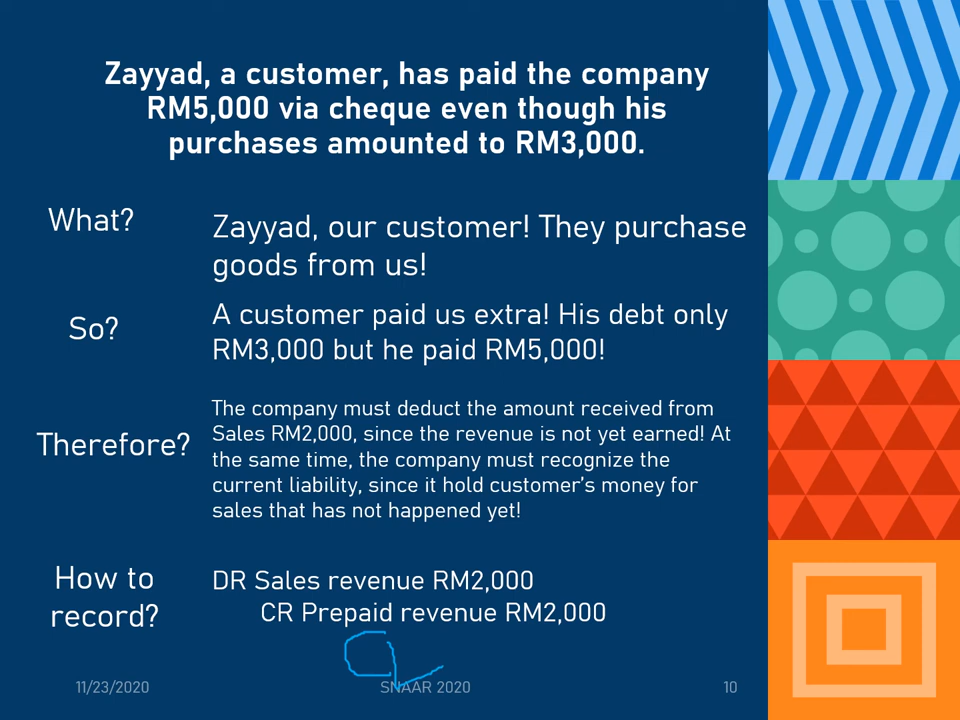 Zayyad, a customer, has paid the company
RM5,000 via cheque even though his
purchases amounted to RM3,000.
What?
Zayyad, our customer! They purchase
goods from us!
So?
A customer paid us extra! His debt only
RM3,000 but he paid RM5,000!
Therefore?
The company must deduct the amount received from
Sales RM2,000, since the revenue is not yet earned! At
the same time, the company must recognize the
current liability, since it hold customer's money for
sales that has not happened yet!
How to
record?
DR Sales revenue RM2,000
CR Prepaid revenue RM2,000
11/23/2020
SNAAR 2020
10